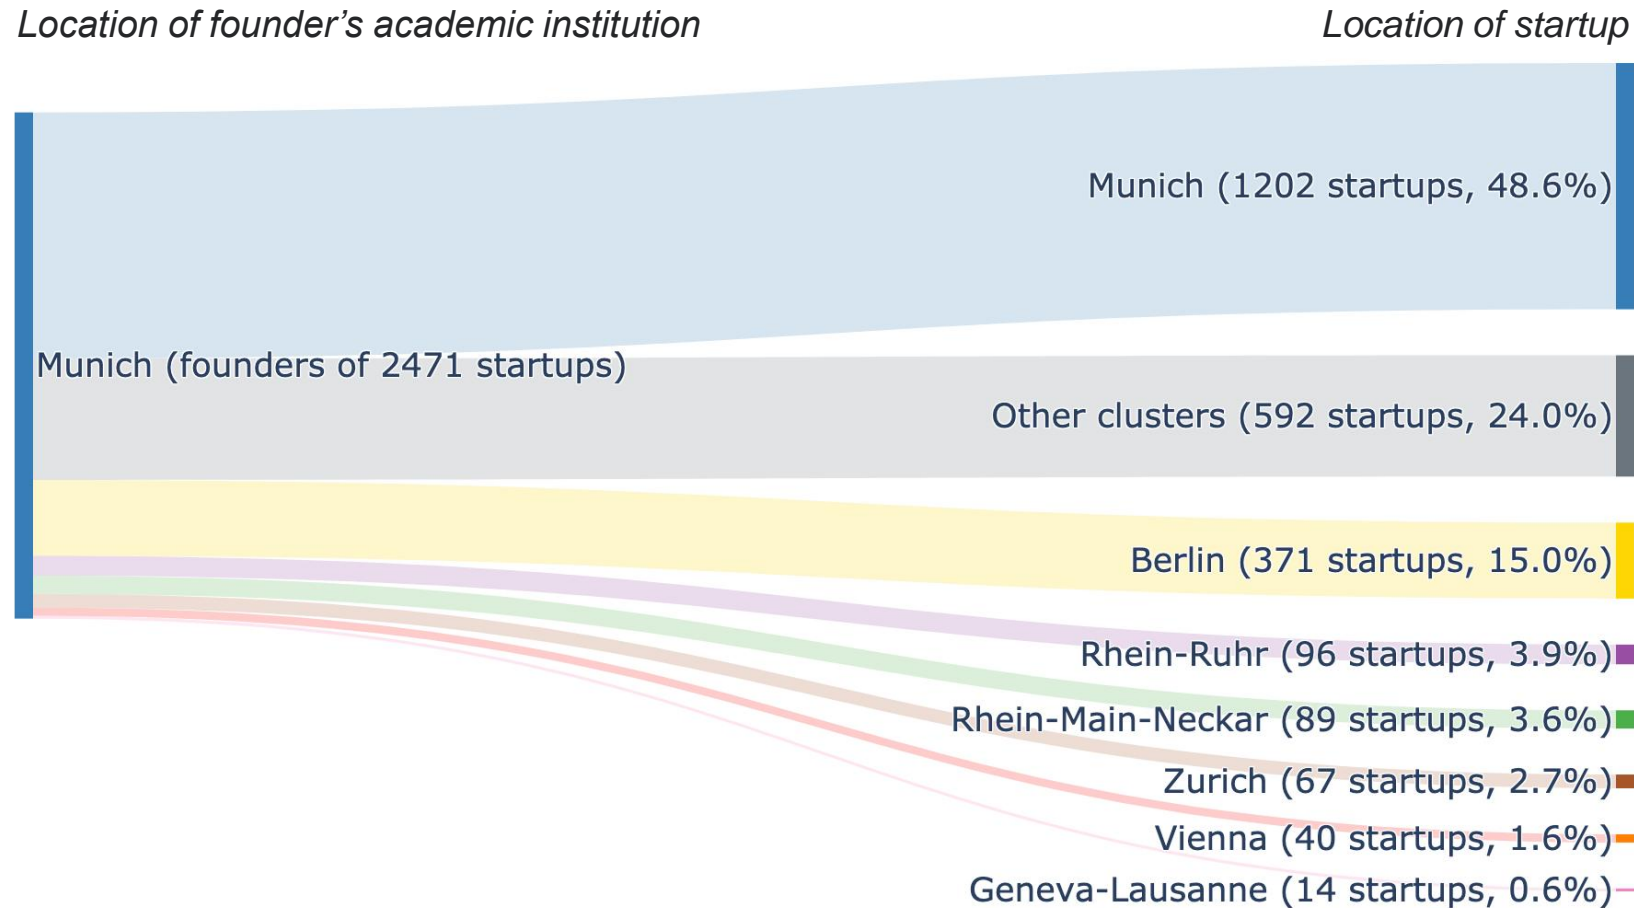 Location of founder’s academic institution
Location of startup
Munich (1202 startups, 48.6%)
Munich (founders of 2471 startups)
Other clusters (592 startups, 24.0%)
Berlin (371 startups, 15.0%)
Rhein-Ruhr (96 startups, 3.9%)
Rhein-Main-Neckar (89 startups, 3.6%)
Zurich (67 startups, 2.7%)
Vienna (40 startups, 1.6%)
Geneva-Lausanne (14 startups, 0.6%)